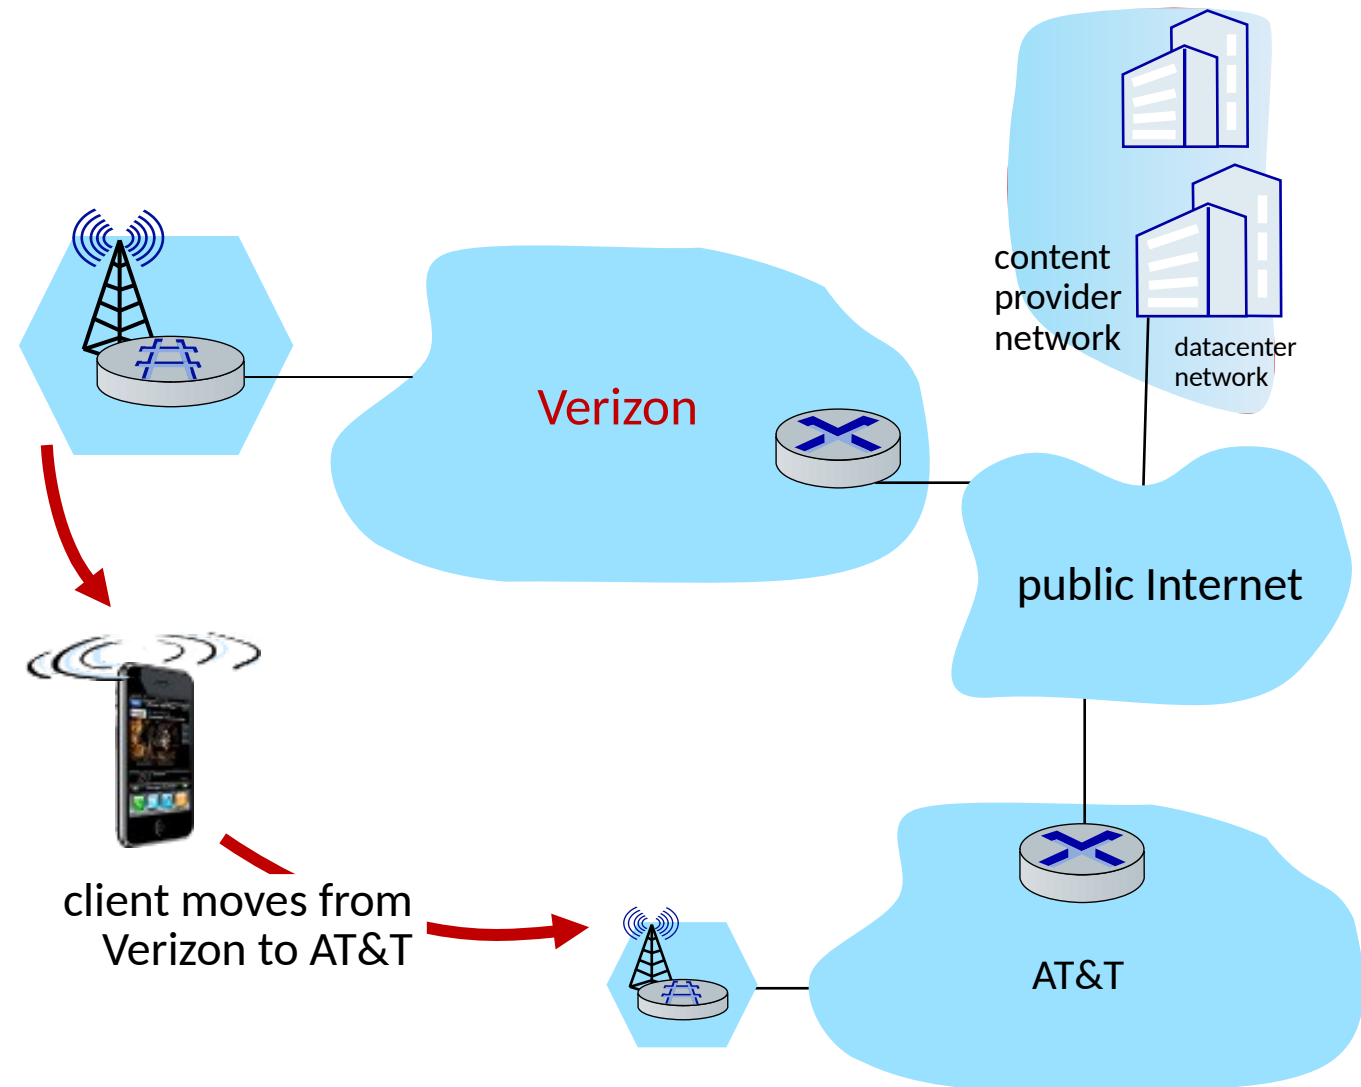 content
provider
network
datacenter
network
Verizon
public Internet
client moves from
Verizon to AT&T
AT&T